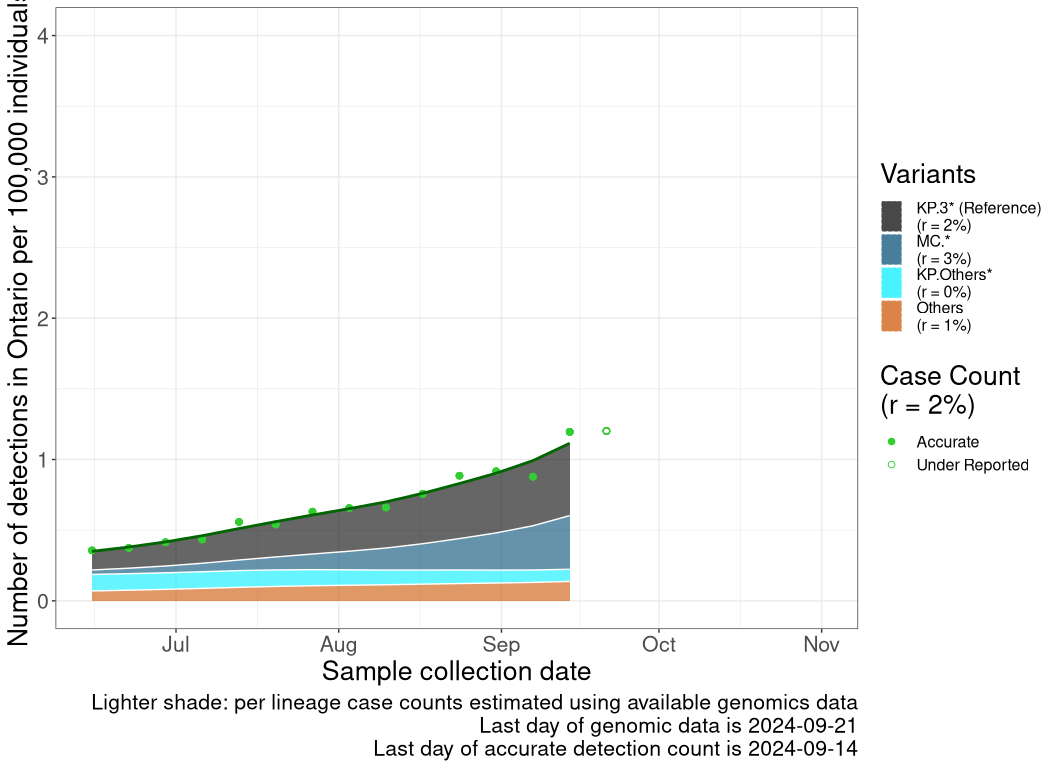 Number of detections in Ontario per 100,000 individuals
4
3
2
1
0
Jul
Aug
Sep
Oct
Nov
Sample collection date
Lighter shade: per lineage case counts estimated using available genomics data
Last day of genomic data is 2024-09-21
Last day of accurate detection count is 2024-09-14
Variants
KP.3* (Reference)
(r = 2%)
MC.*
(r = 3%)
KP.Others*
(r = 0%)
Others
(r = 1%)
Case Count
(r = 2%)
Accurate
Under Reported